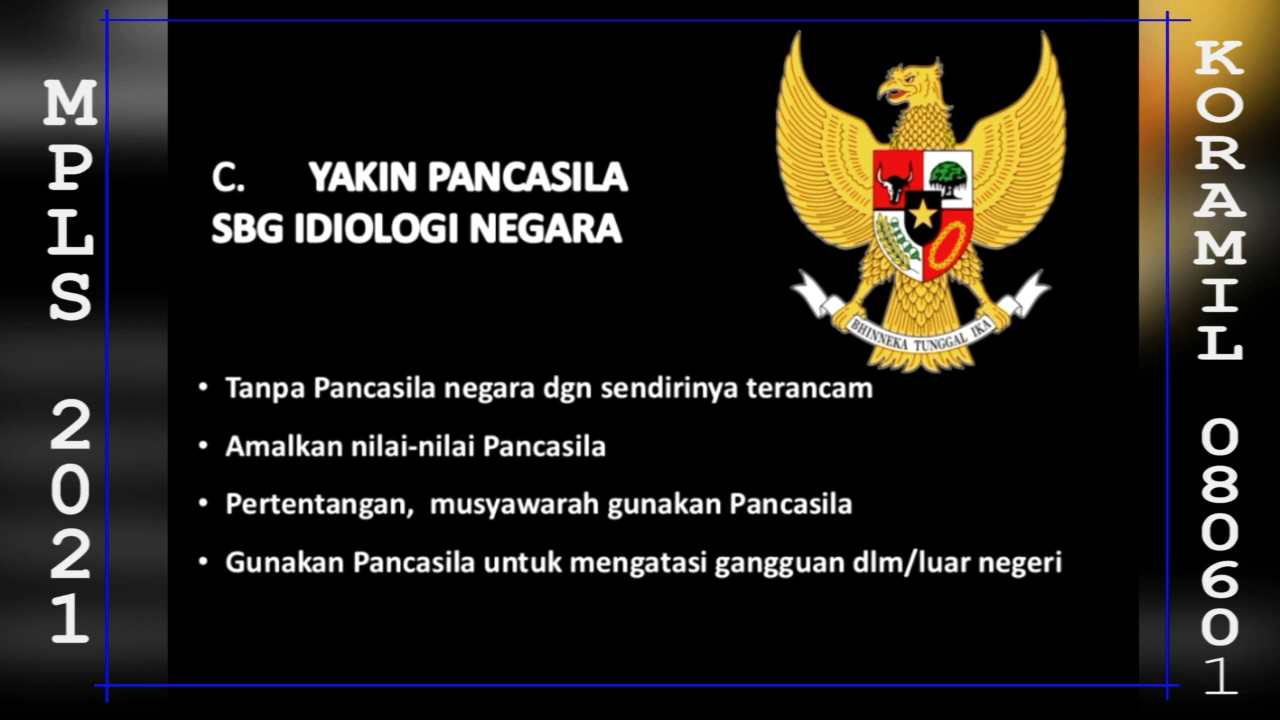 MPLS 2021
C. YAKIN PANCASILA
SBG IDIOLOGI NEGARA
BHINNEKA TUNGGAL IKA
• Tanpa Pancasila negara dgn sendirinya terancam
• Amalkan nilai-nilai Pancasila
• Pertentangan, musyawarah gunakan Pancasila
• Gunakan Pancasila untuk mengatasi gangguan dlm/luar negeri
KORAMIL 080601